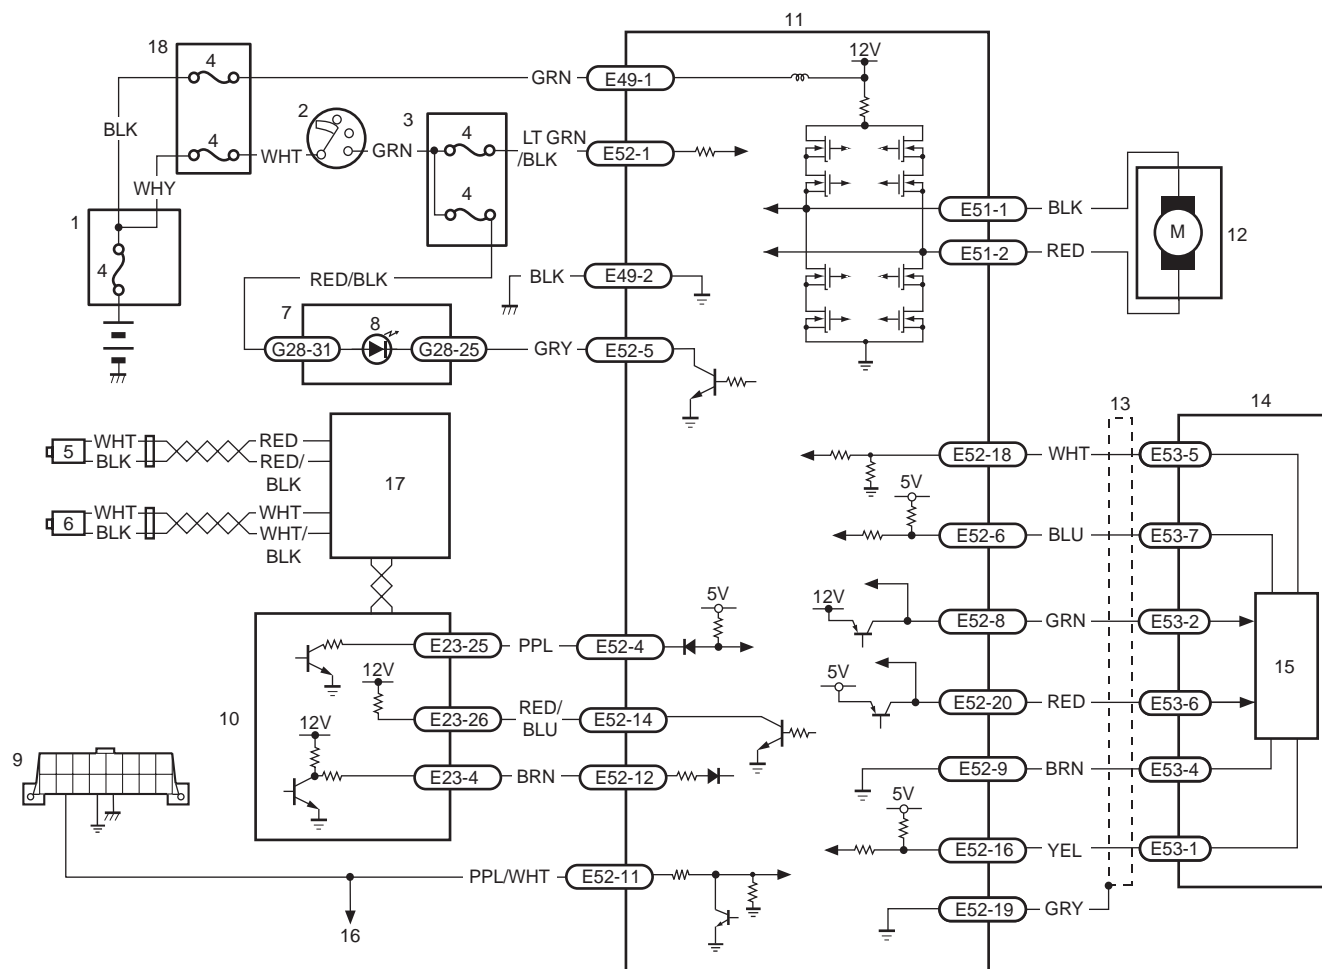 11
18
4
12V
GRN
E49-1
2
3
BLK
4
4
LT GRN
/BLK
E52-1
WHT
GRN
WHY
4
1
E51-1
BLK
M
12
4
E51-2
RED
RED/BLK
BLK
E49-2
7
8
G28-31
G28-25
GRY
E52-5
13
14
5
WHT
BLK
RED
RED/
BLK
17
E52-18
WHT
E53-5
5V
6
WHT
BLK
WHT
WHT/
BLK
E52-6
BLU
E53-7
5V
12V
E52-8
GRN
E53-2
E23-25
PPL
E52-4
15
12V
5V
E52-20
RED
E53-6
10
E23-26
RED/
BLU
E52-14
12V
9
E23-4
BRN
E52-12
E52-9
BRN
E53-4
5V
E52-16
YEL
E53-1
PPL/WHT
E52-11
E52-19
GRY
16